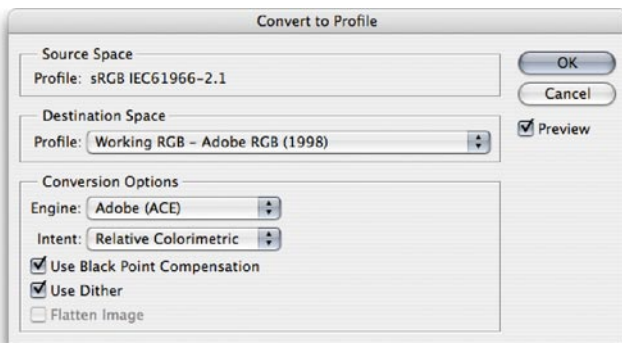 Convert to Profile
Source Space
Profile: sRGB IEC61966-2.1
OK
Cancel
Preview
Destination Space
Profile: Working RGB - Adobe RGB (1998)
Conversion Options
Engine: Adobe (ACE)
Intent: Relative Colorimetric
Use Black Point Compensation
Use Dither
Flatten Image